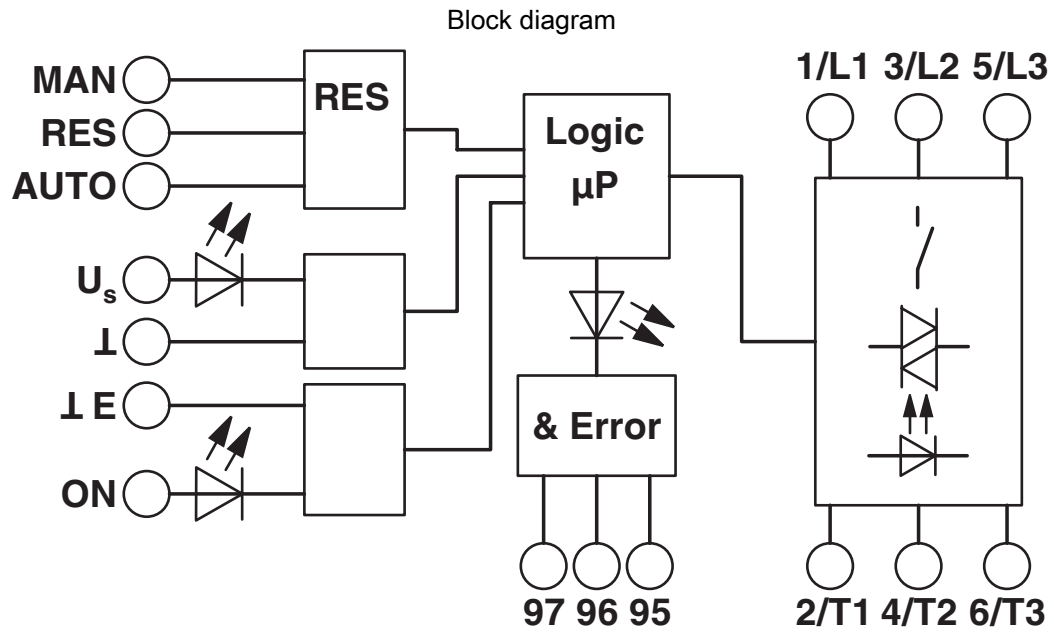 Block diagram
MAN
RES
AUTO
RES
Us
⊥
⊥ E
ON
Logic
µP
& Error
97 96 95
1/L1 3/L2 5/L3
2/T1 4/T2 6/T3